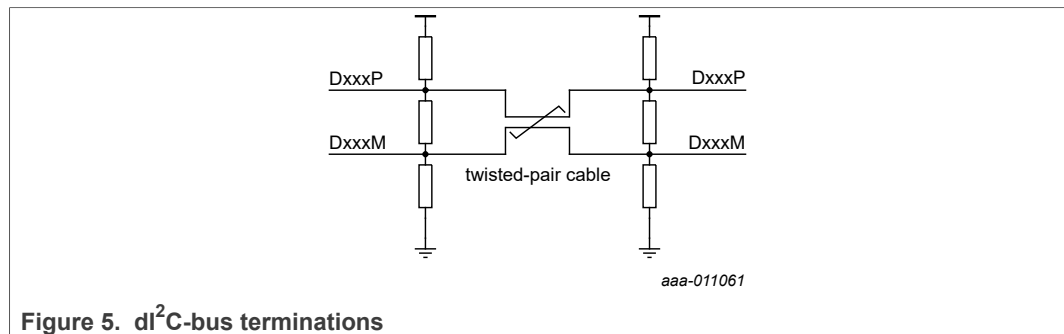 DxxxP
DxxxP
DxxxM
DxxxM
twisted-pair cable
aaa-011061
Figure 5. dI²C-bus terminations